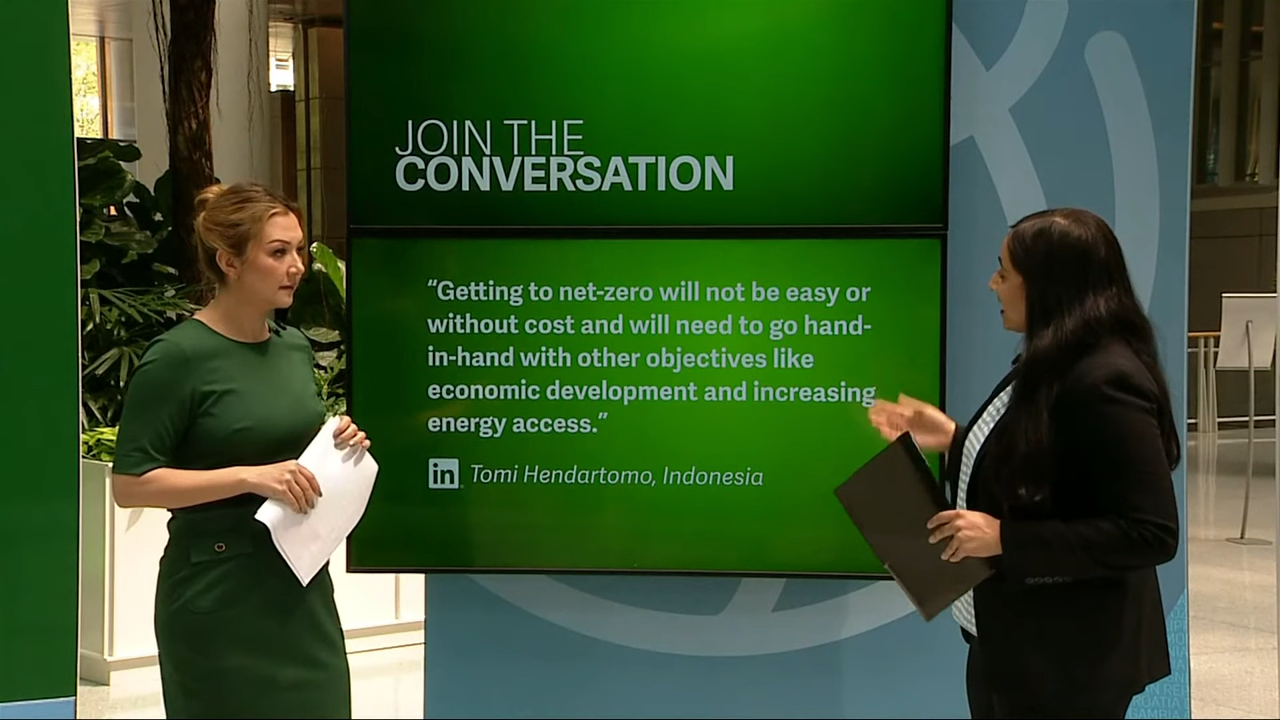 JOIN THE
CONVERSATION
“Getting to net-zero will not be easy or
without cost and will need to go hand-
in-hand with other objectives like
economic development and increasing
energy access.”
in Tomi Hendartomo, Indonesia